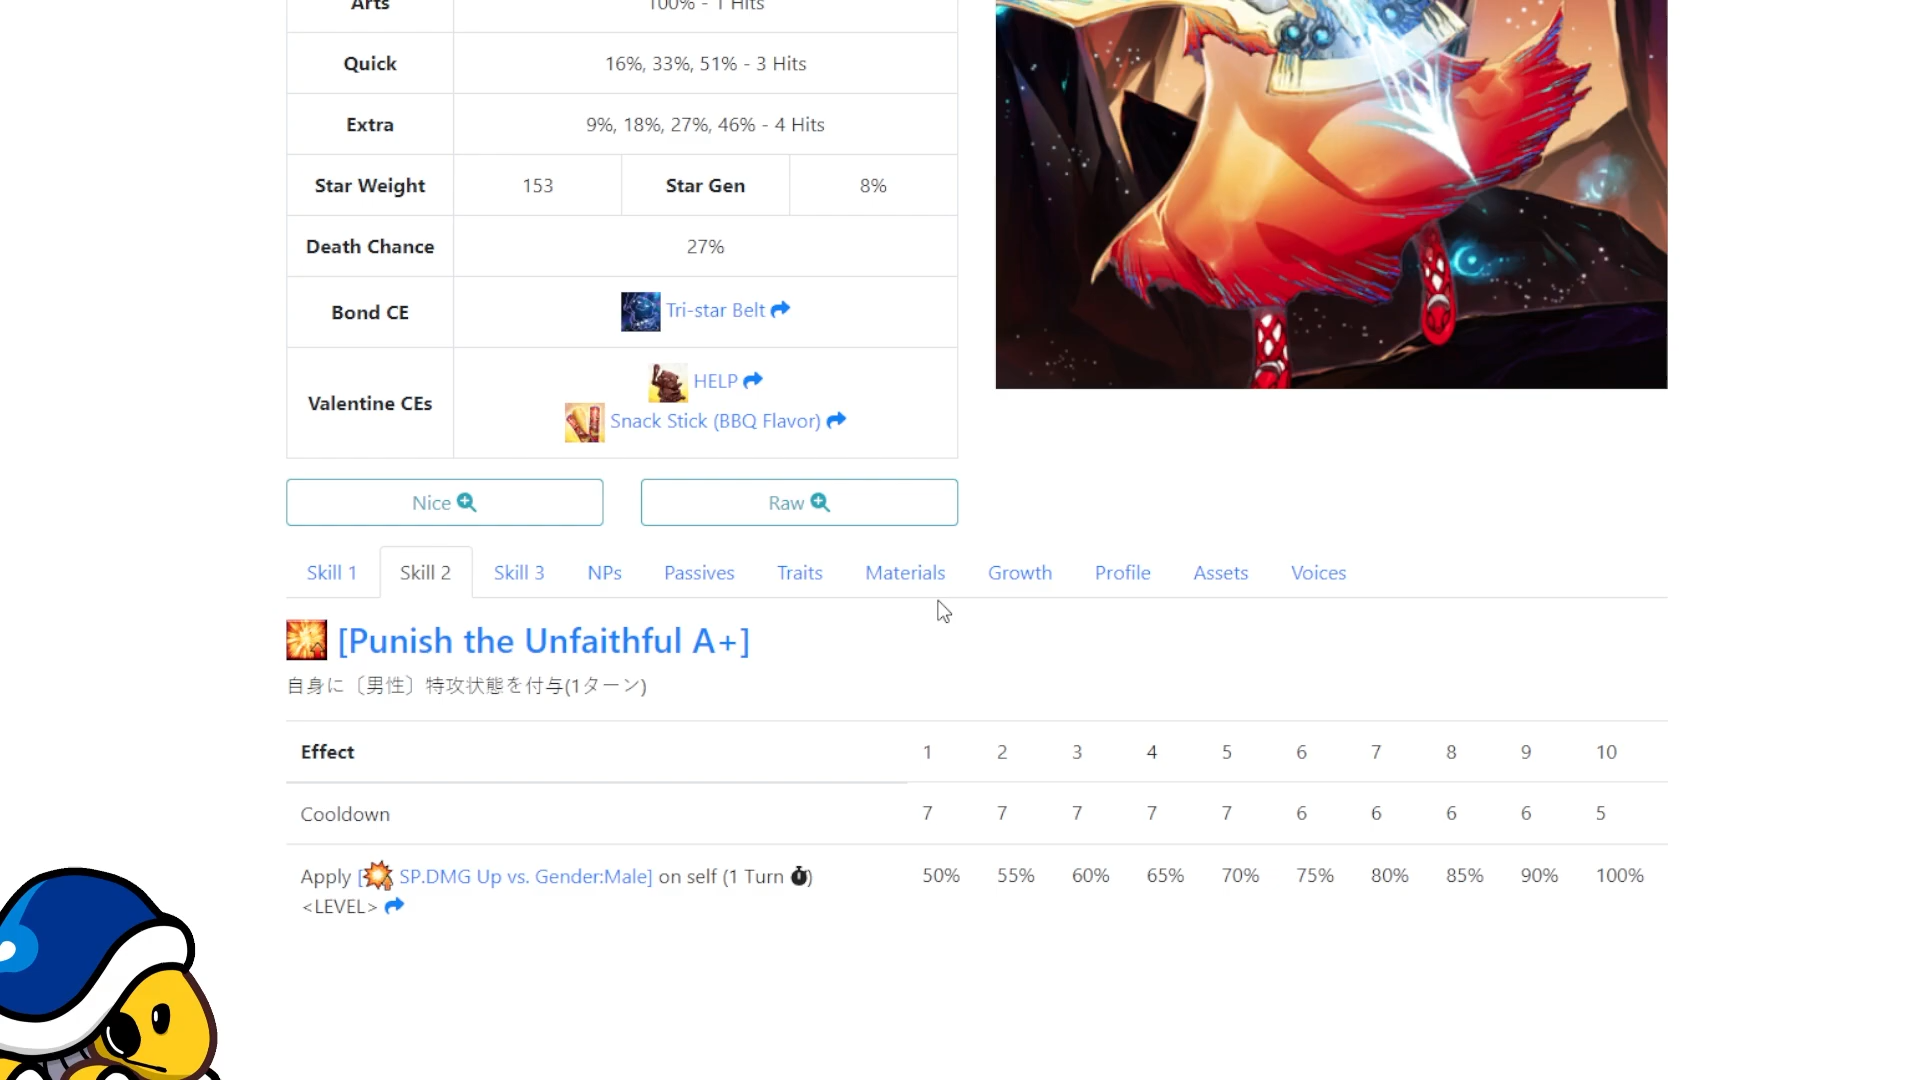 Arts 100% - 1 Hits
Quick 16%, 33%, 51% - 3 Hits
Extra 9%, 18%, 27%, 46% - 4 Hits
Star Weight 153 Star Gen 8%
Death Chance 27%
Bond CE Tri-star Belt
Valentine CEs HELP
Snack Stick (BBQ Flavor)
Nice Raw
Skill 1 Skill 2 Skill 3 NPs Passives Traits Materials Growth Profile Assets Voices
[Punish the Unfaithful A+]
自身に〔男性〕特攻状態を付与(1ターン)
Effect 1 2 3 4 5 6 7 8 9 10
Cooldown 7 7 7 7 7 6 6 6 6 5
Apply [SP.DMG Up vs. Gender:Male] on self (1 Turn ) 50% 55% 60% 65% 70% 75% 80% 85% 90% 100%
<LEVEL>